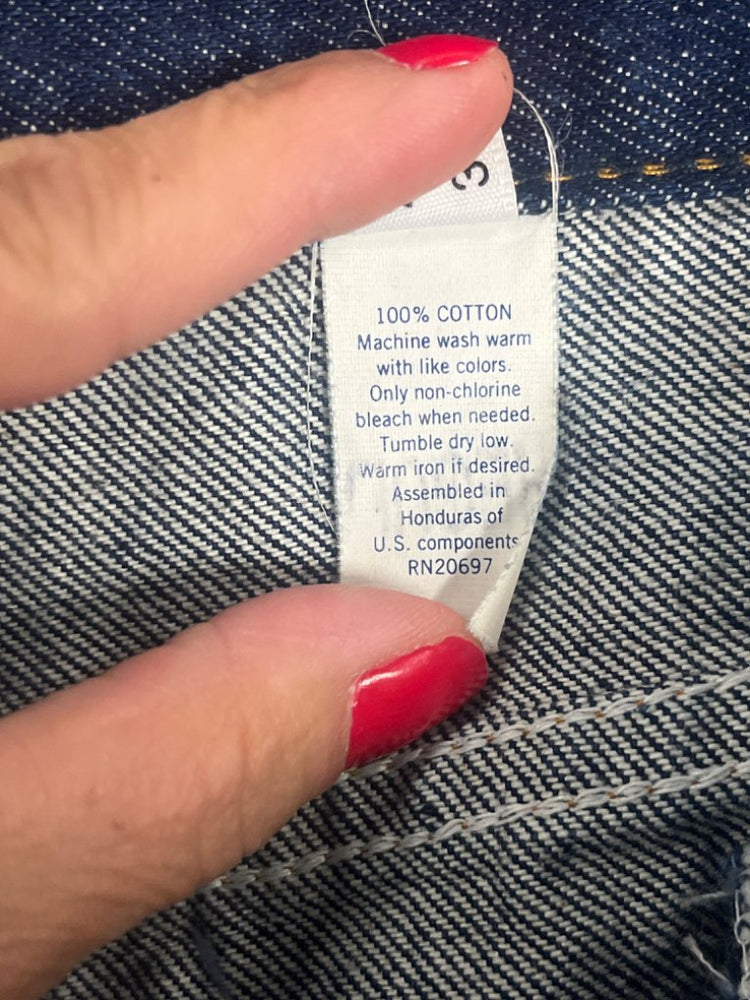 3
100% COTTON
Machine wash warm
with like colors.
Only non-chlorine
bleach when needed.
Tumble dry low.
Warm iron if desired.
Assembled in
Honduras of
U.S. components
RN20697